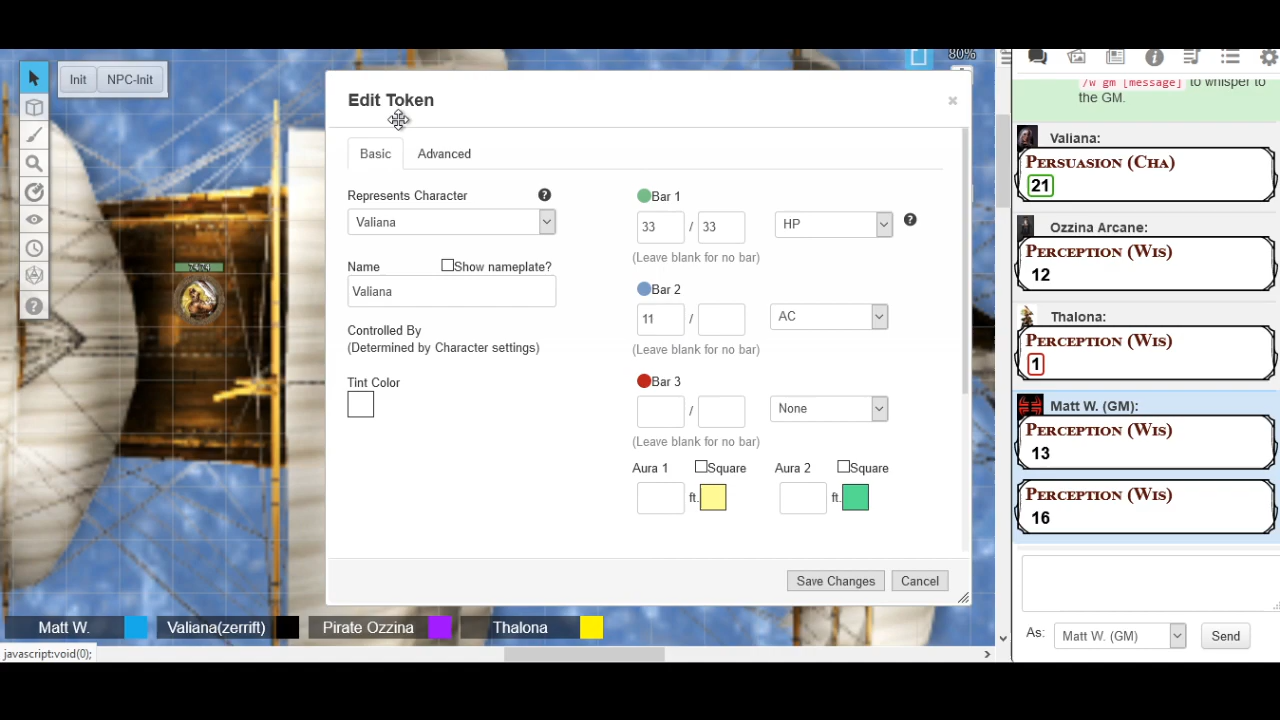 Init NPC-Init
80%
Edit Token
Basic Advanced
Represents Character
Valiana
Name Show nameplate?
Valiana
Controlled By
(Determined by Character settings)
Tint Color
Bar 1
33 / 33 HP
(Leave blank for no bar)
Bar 2
11 / AC
(Leave blank for no bar)
Bar 3
/ None
(Leave blank for no bar)
Aura 1 Square Aura 2 Square
ft. ft.
Save Changes Cancel
/w gm [message] to whisper to
the GM.
Valiana:
Persuasion (Cha)
21
Ozzina Arcane:
Perception (Wis)
12
Thalona:
Perception (Wis)
1
Matt W. (GM):
Perception (Wis)
13
Perception (Wis)
16
As: Matt W. (GM) Send
Matt W. Valiana(zerrift) Pirate Ozzina Thalona
javascript:void(0);